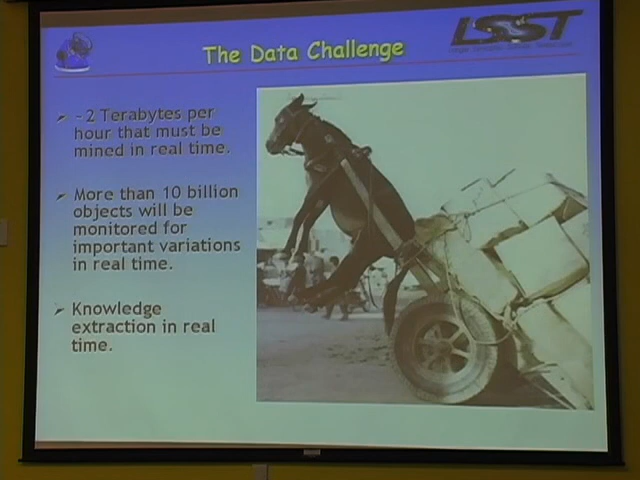 LSST
The Data Challenge
~2 Terabytes per
hour that must be
mined in real time.
More than 10 billion
objects will be
monitored for
important variations
in real time.
Knowledge
extraction in real
time.